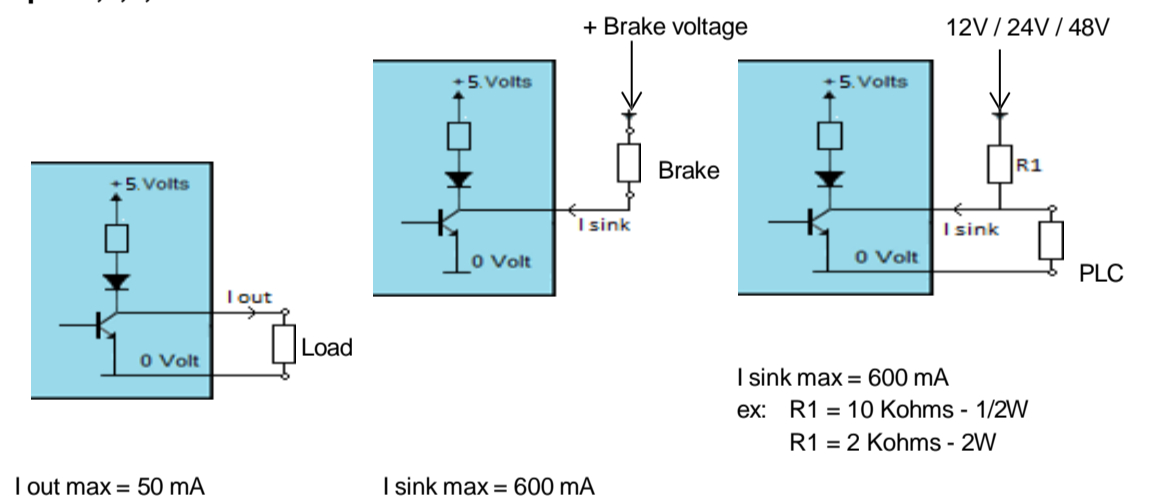 + Brake voltage
12V / 24V / 48V
+5.Volts
Brake
I sink
0 Volt
+5.Volts
R1
I sink
0 Volt
PLC
+5.Volts
I out
Load
0 Volt
I sink max = 600 mA
ex: R1 = 10 Kohms - 1/2W
R1 = 2 Kohms - 2W
I out max = 50 mA
I sink max = 600 mA